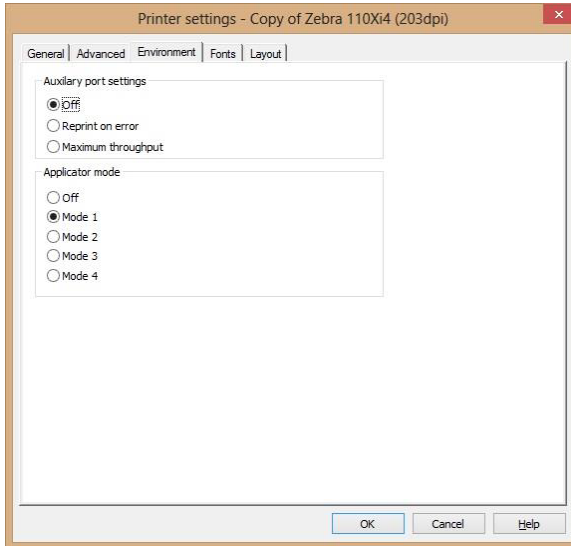 Printer settings - Copy of Zebra 110Xi4 (203dpi)
General Advanced Environment Fonts Layout
Auxilary port settings
Off
Reprint on error
Maximum throughput
Applicator mode
Off
Mode 1
Mode 2
Mode 3
Mode 4
OK Cancel Help